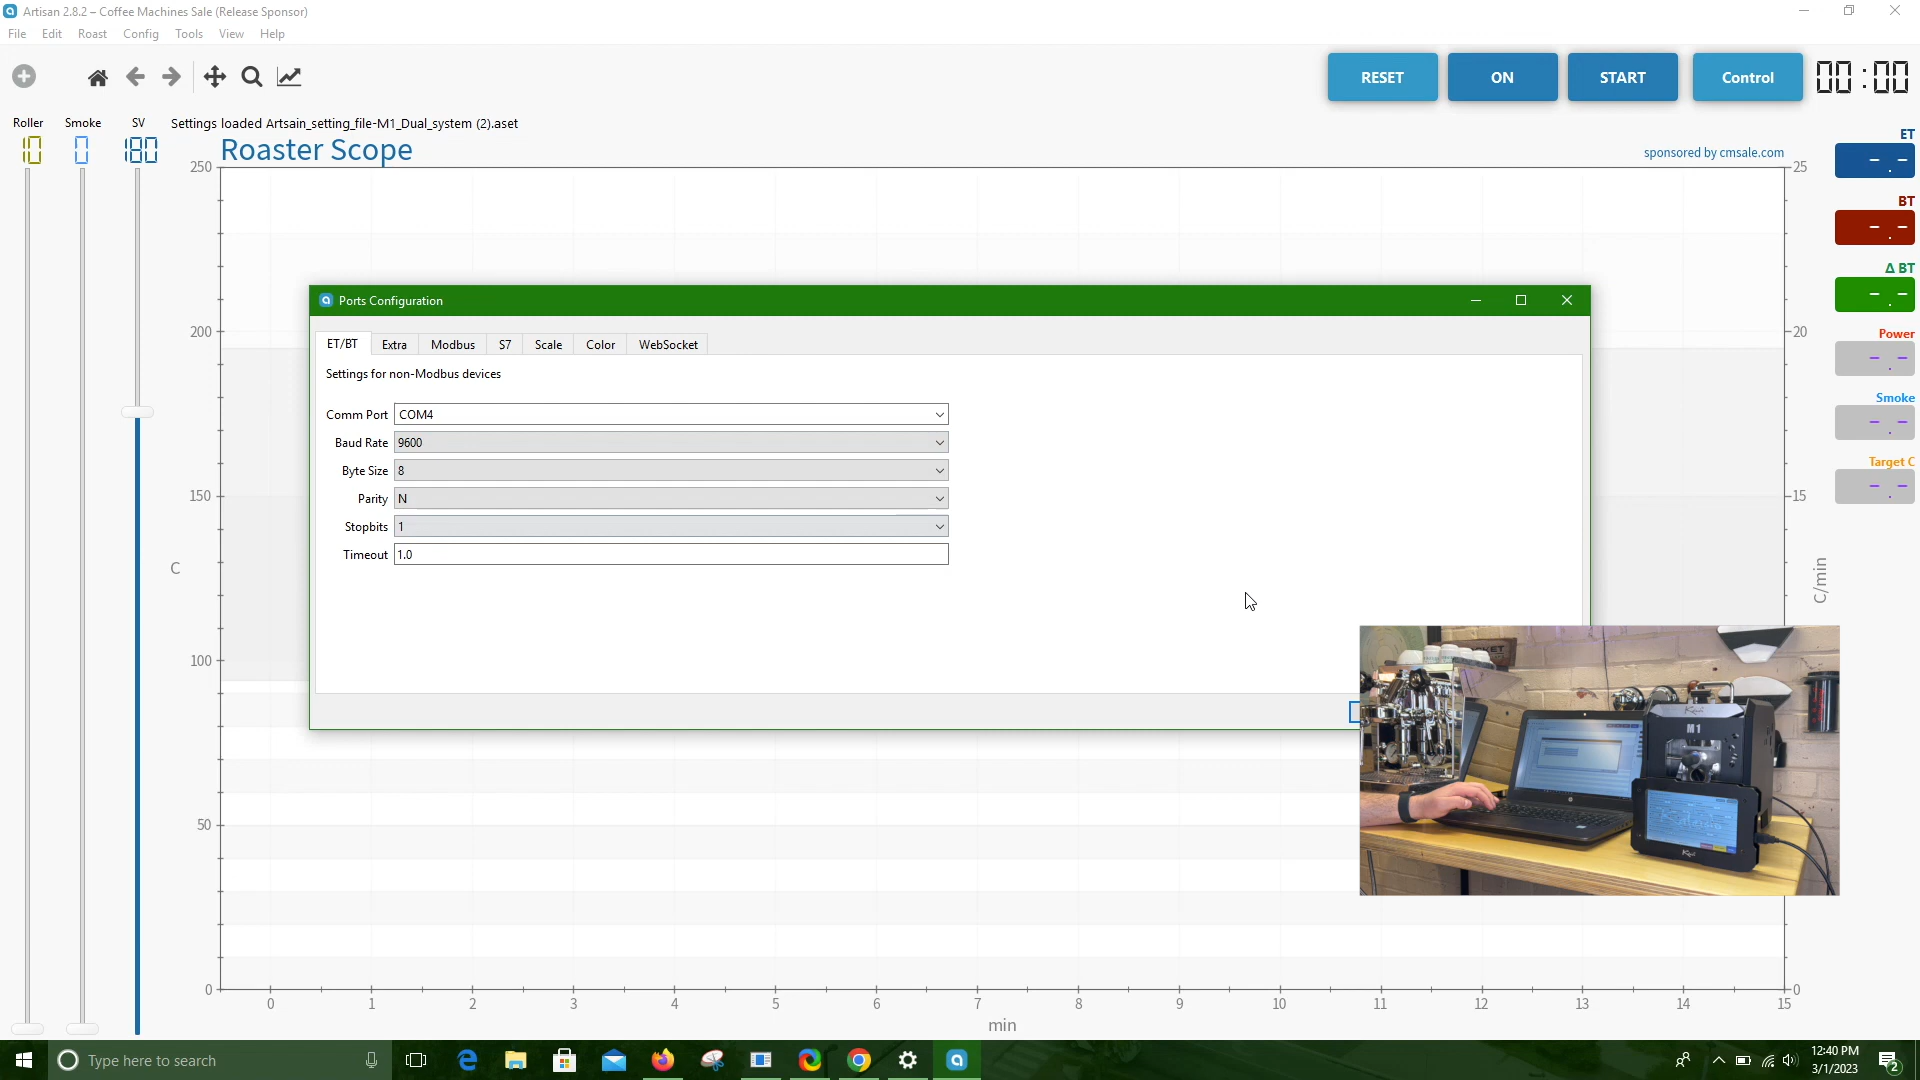 Artisan 2.8.2 – Coffee Machines Sale (Release Sponsor)
File Edit Roast Config Tools View Help
RESET ON START Control 00:00
Roller Smoke SV Settings loaded Artsain_setting_file-M1_Dual_system (2).aset
10 0 180 Roaster Scope
sponsored by cmsale.com
ET
- -.-
BT
- -.-
Δ BT
- -.-
Power
- -.-
Smoke
- -.-
Target C
- -.-
250
200
150
100
50
0
C
25
20
15
0
C/min
Ports Configuration
ET/BT Extra Modbus S7 Scale Color WebSocket
Settings for non-Modbus devices
Comm Port COM4
Baud Rate 9600
Byte Size 8
Parity N
Stopbits 1
Timeout 1.0
M1
0 1 2 3 4 5 6 7 8 9 10 11 12 13 14 15
min
Type here to search
12:40 PM
3/1/2023
2